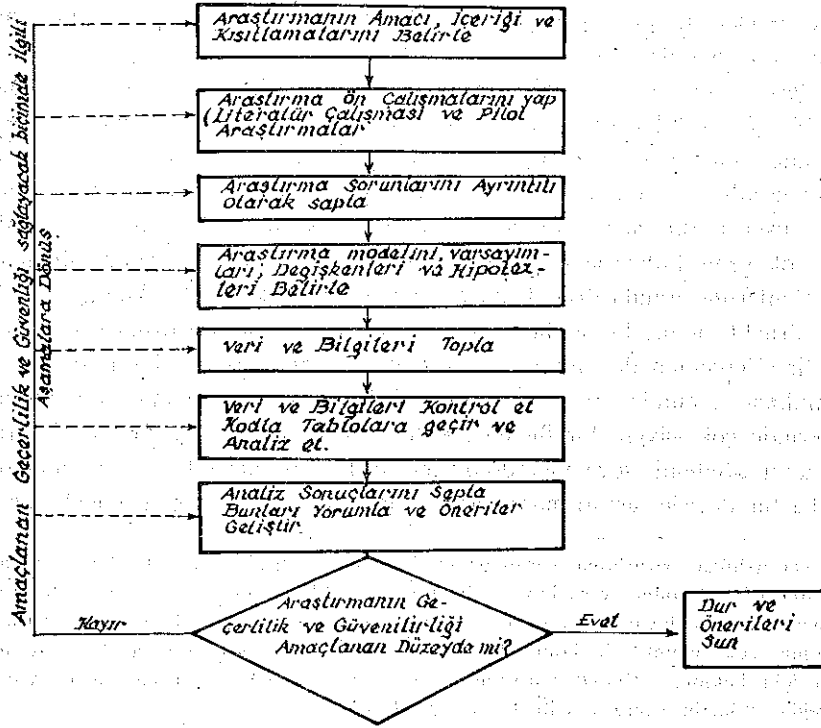 Araştırmanın Amacı, İçeriği ve
Kısıtlamalarını Belirle
Araştırma Ön Çalışmalarını yap
(Literatür Çalışması ve Pilot
Araştırmalar
Araştırma Sorunlarını Ayrıntılı
olarak sapla
Araştırma modelini, varsayım-
ları, Değişkenleri ve Hipotez-
leri Belirle
Veri ve Bilgileri Topla
Veri ve Bilgileri Kontrol et
Kodla Tablolara geçir ve
Analiz et.
Analiz Sonuçlarını Sapla
Bunları Yorumla ve Öneriler
Geliştir.
Araştırmanın Ge-
çerlilik ve Güvenilirliği
Amaçlanan Düzeyde mi?
Hayır
Evet
Dur ve
Önerileri
Sun
Amaçlanan Geçerlilik ve Güvenliği sağlayacak biçimde ilgili
Aşamalara Dönüş